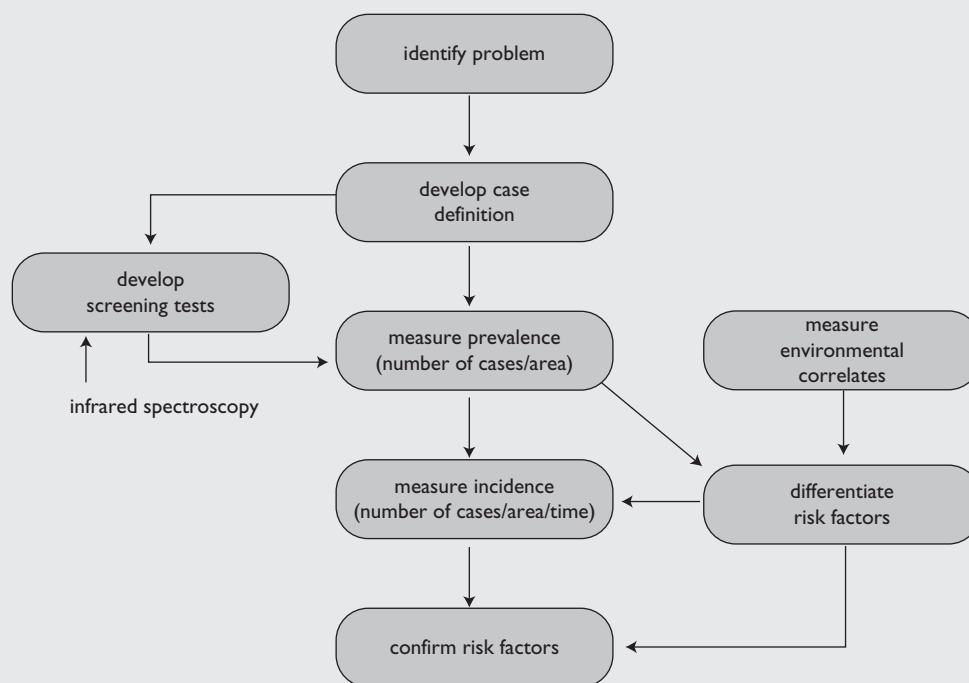 identify problem
develop case
definition
develop
screening tests
measure prevalence
(number of cases/area)
measure
environmental
correlates
infrared spectroscopy
measure incidence
(number of cases/area/time)
differentiate
risk factors
confirm risk factors